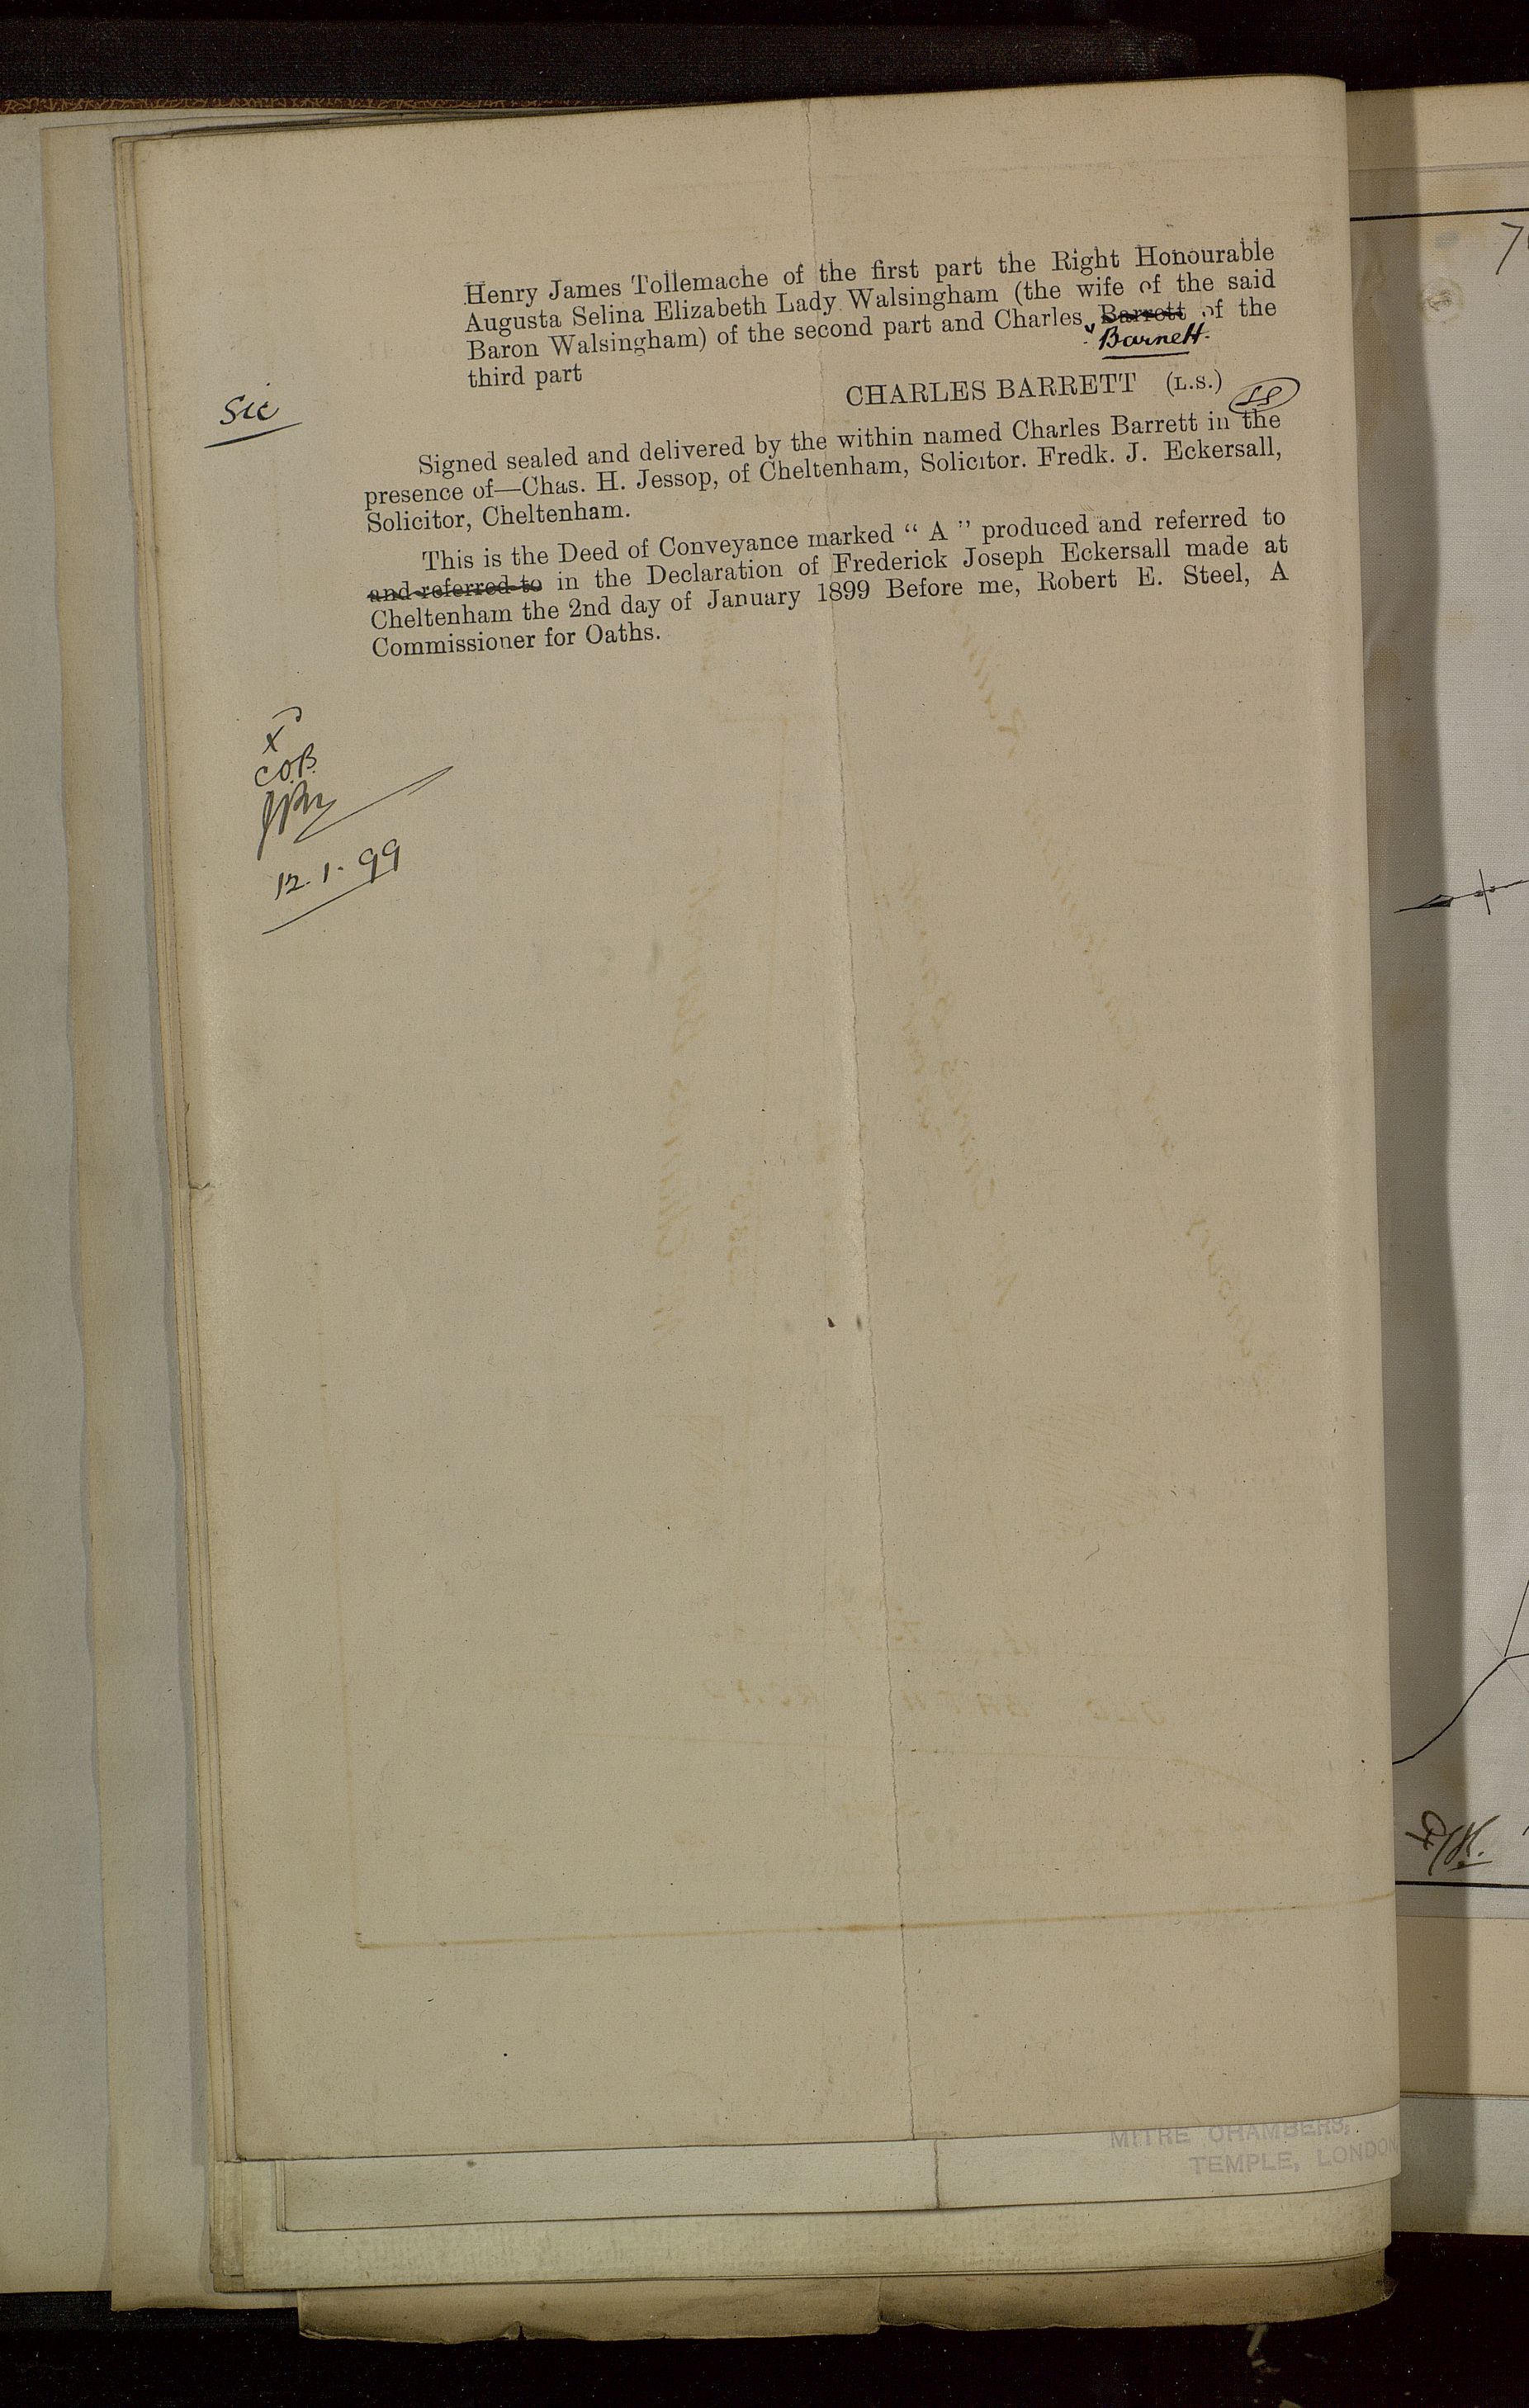 Henry James Tollemache of the first part the Right Honourable
Augusta Selina Elizabeth Lady Walsingham (the wife of the said
Baron Walsingham) of the second part and Charles Barrett of the
Barnett
third part
CHARLES BARRETT (L.S.)
Sic
Signed sealed and delivered by the within named Charles Barrett in the
presence of—Chas. H. Jessop, of Cheltenham, Solicitor. Fredk. J. Eckersall,
Solicitor, Cheltenham.
This is the Deed of Conveyance marked “ A ” produced and referred to
and referred to in the Declaration of Frederick Joseph Eckersall made at
Cheltenham the 2nd day of January 1899 Before me, Robert E. Steel, A
Commissioner for Oaths.
x
C.O.B.
12.1.99
MITRE CHAMBERS,
TEMPLE, LONDON